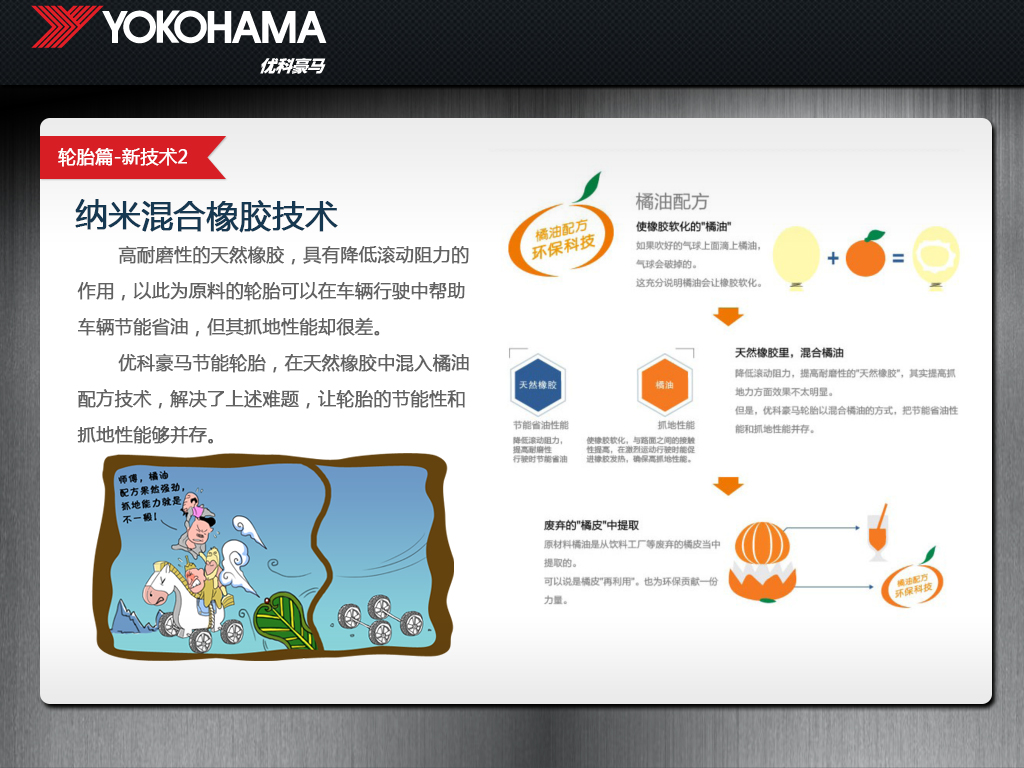 YOKOHAMA
优科豪马
轮胎篇-新技术2
纳米混合橡胶技术
高耐磨性的天然橡胶，具有降低滚动阻力的
作用，以此为原料的轮胎可以在车辆行驶中帮助
车辆节能省油，但其抓地性能却很差。
优科豪马节能轮胎，在天然橡胶中混入橘油
配方技术，解决了上述难题，让轮胎的节能性和
抓地性能够并存。
师傅，橘油
配方果然强劲，
抓地能力就是
不一般！
橘油配方
环保科技
橘油配方
使橡胶软化的"橘油"
如果吹好的气球上面滴上橘油，
气球会破掉的。
这充分说明橘油会让橡胶软化。
+
=
天然橡胶
节能省油性能
降低滚动阻力，
提高耐磨性
行驶时节能省油
橘油
抓地性能
使橡胶软化，与路面之间的接触
性提高，在激烈运动行驶时能促
进橡胶发热，确保高抓地性能。
天然橡胶里，混合橘油
降低滚动阻力，提高耐磨性的"天然橡胶"，其实提高抓
地力方面效果不太明显。
但是，优科豪马轮胎以混合橘油的方式，把节能省油性
能和抓地性能并存。
废弃的"橘皮"中提取
原材料橘油是从饮料工厂等废弃的橘皮当中
提取的。
可以说是橘皮"再利用"。也为环保贡献一份
力量。
橘油配方
环保科技